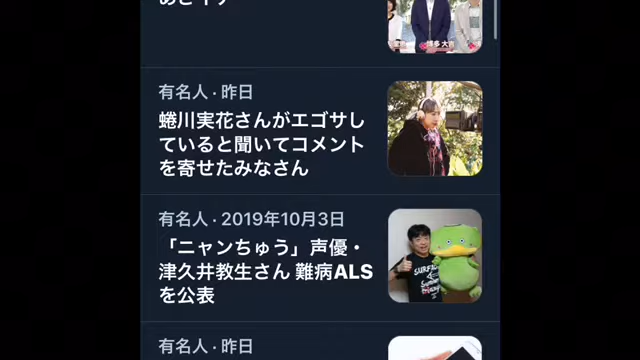 有名人 · 昨日
蜷川実花さんがエゴサし
ていると聞いてコメント
を寄せたみなさん
有名人 · 2019年10月3日
「ニャンちゅう」声優・
津久井教生さん 難病ALS
を公表
有名人 · 昨日